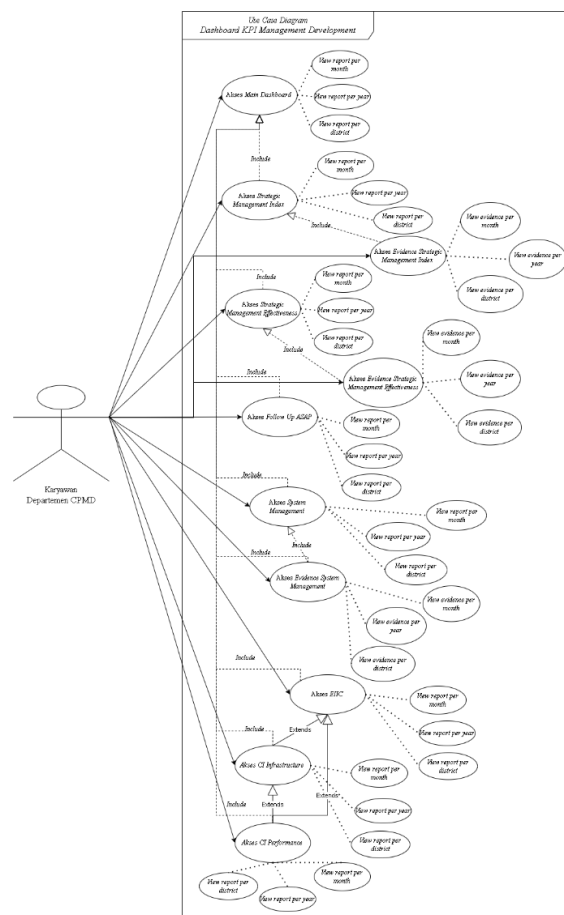 Use Case Diagram
Dashboard KPI Management Development
View report per
month
Akses Main Dashboard
View report per year
View report per
district
Include
View report per
month
Akses Strategic
Management Index
View report per year
View report per
district
Include
View evidence per
month
Akses Evidence Strategic
Management Index
View evidence per
year
View evidence per
district
Include
View report per
month
Akses Strategic
Management Effectiveness
View report per year
View report per
district
Include
View evidence per
month
Akses Evidence Strategic
Management Effectiveness
View evidence per
year
View evidence per
district
Include
Akses Follow Up ASAP
View report per
month
View report per
year
View report per
district
Karyawan
Departemen CPMD
Include
Akses System
Management
View report per
month
View report per
year
View report per
district
Include
Include
Akses Evidence System
Management
View evidence per
month
View evidence per
year
View evidence per
district
Include
Akses
View report per
month
View report per
year
View report per
district
Extends
Include
Akses CI Infrastructure
View report per
month
View report per
year
View report per
district
Include
Extends
Extends
Akses CI Performance
View report per
district
View report per year
View report per
month